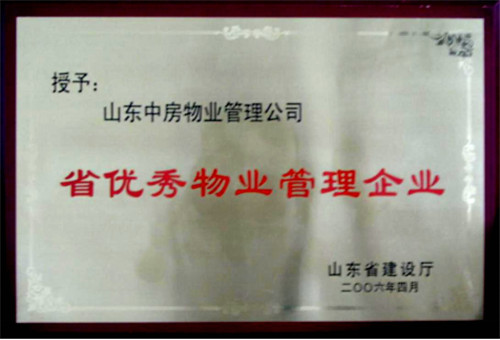 授予:
山东中房物业管理公司
省优秀物业管理企业
山东省建设厅
二〇〇六年四月